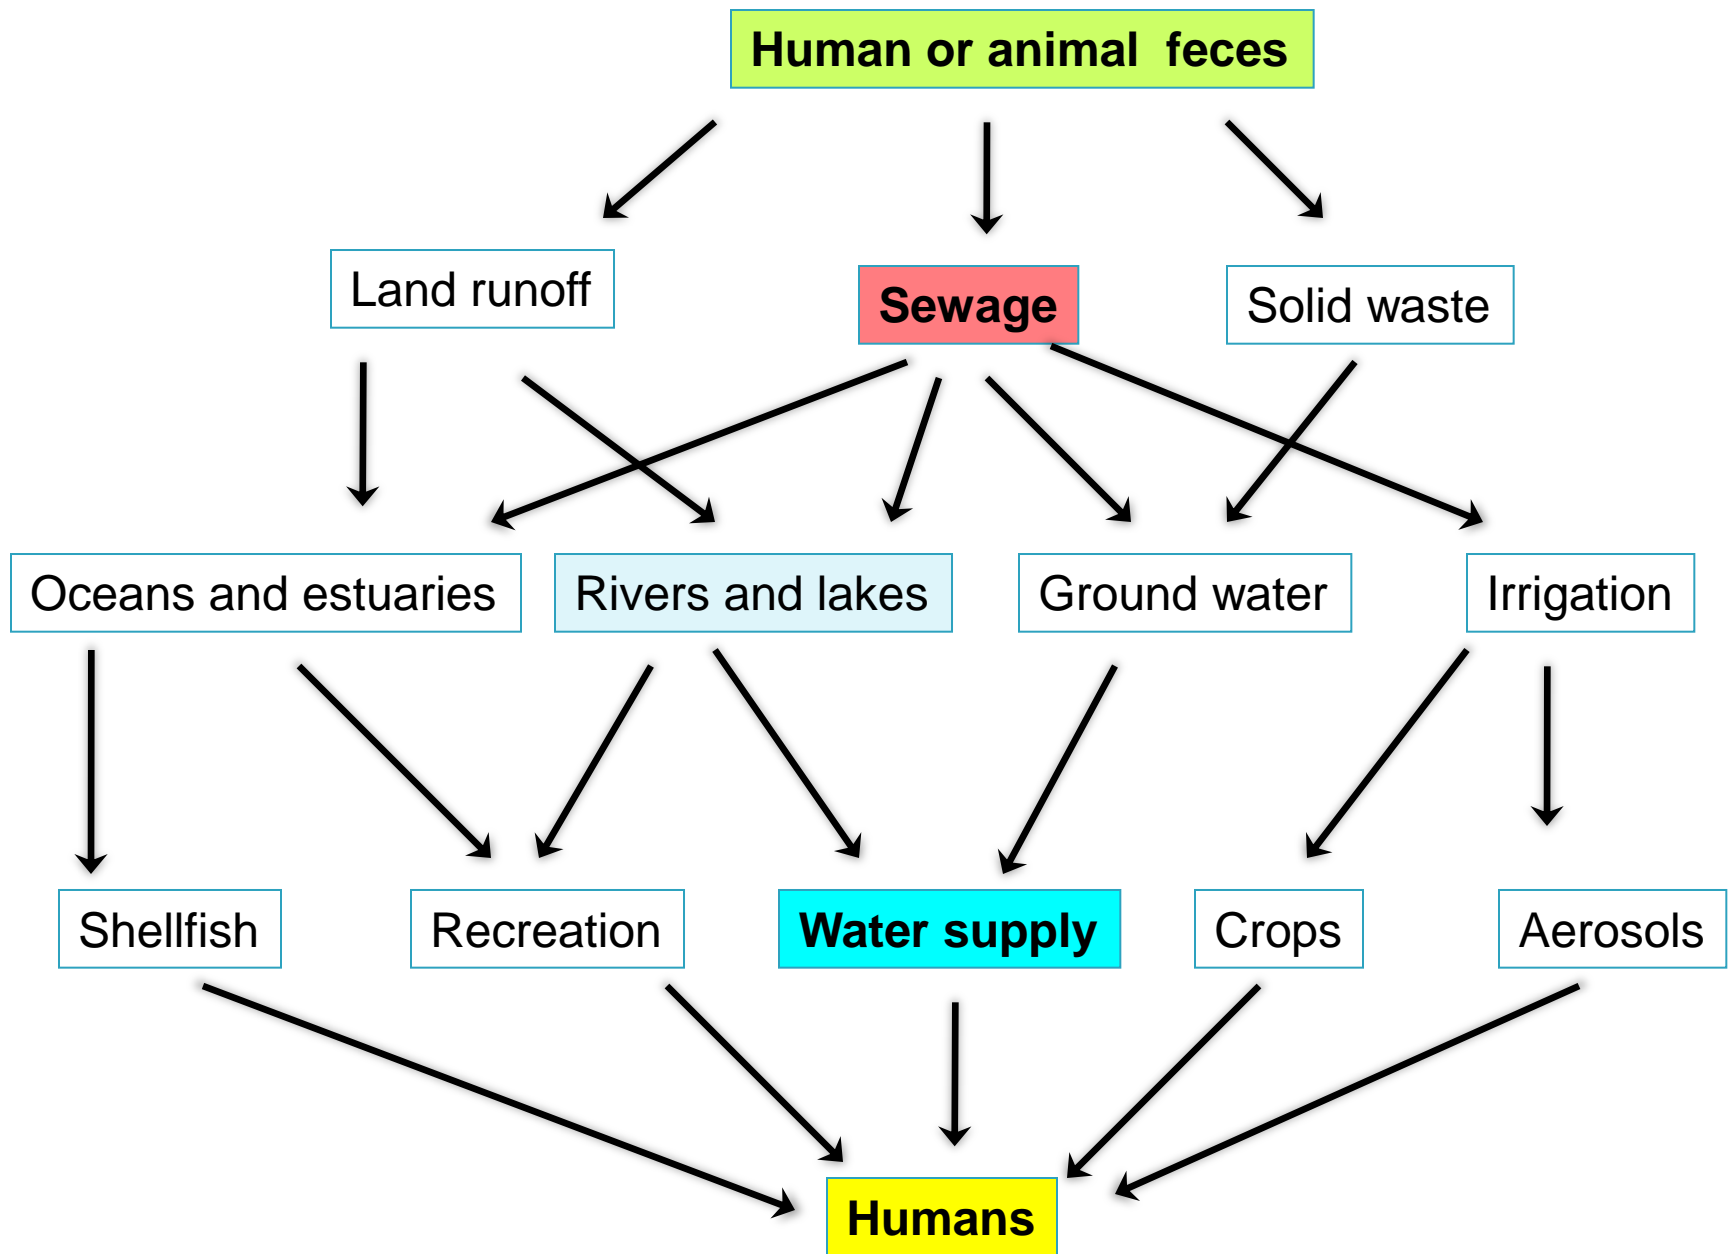 Human or animal feces
Land runoff
Sewage
Solid waste
Oceans and estuaries
Rivers and lakes
Ground water
Irrigation
Shellfish
Recreation
Water supply
Crops
Aerosols
Humans